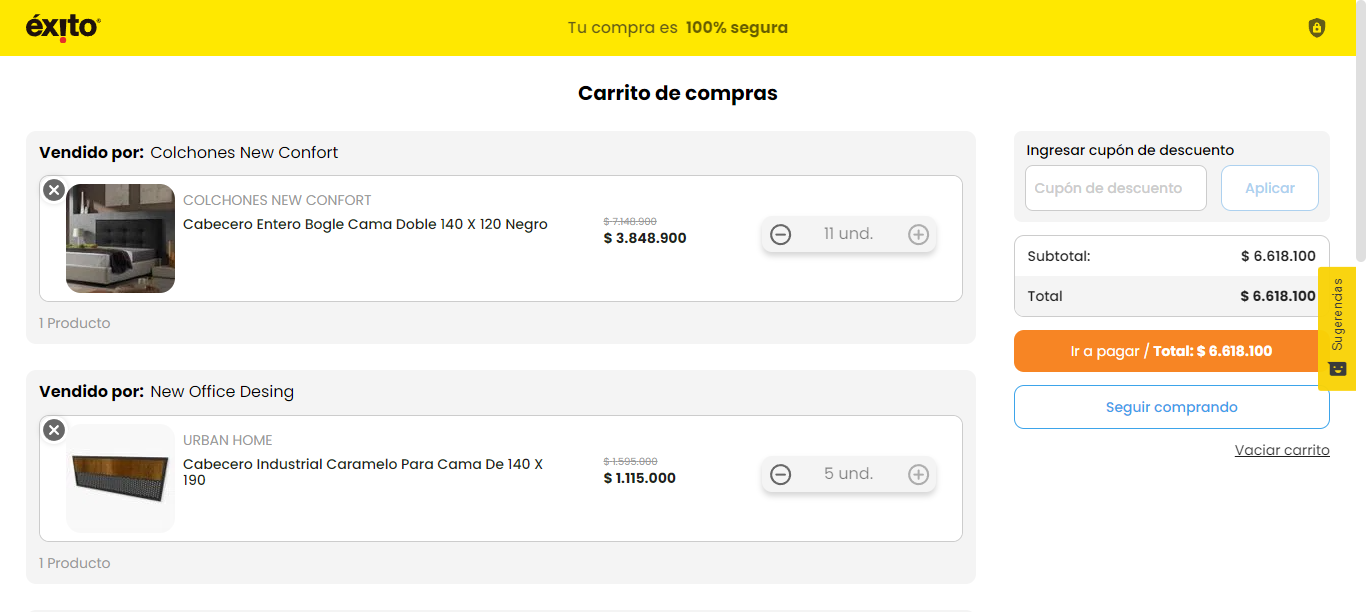 éxito
Tu compra es 100% segura
Carrito de compras
Vendido por: Colchones New Confort
COLCHONES NEW CONFORT
Cabecero Entero Bogle Cama Doble 140 X 120 Negro
$ 7.148.900
$ 3.848.900
11 und.
1 Producto
Vendido por: New Office Desing
URBAN HOME
Cabecero Industrial Caramelo Para Cama De 140 X
190
$ 1.595.000
$ 1.115.000
5 und.
1 Producto
Ingresar cupón de descuento
Cupón de descuento
Aplicar
Subtotal: $ 6.618.100
Total $ 6.618.100
Ir a pagar / Total: $ 6.618.100
Seguir comprando
Vaciar carrito
Sugerendas